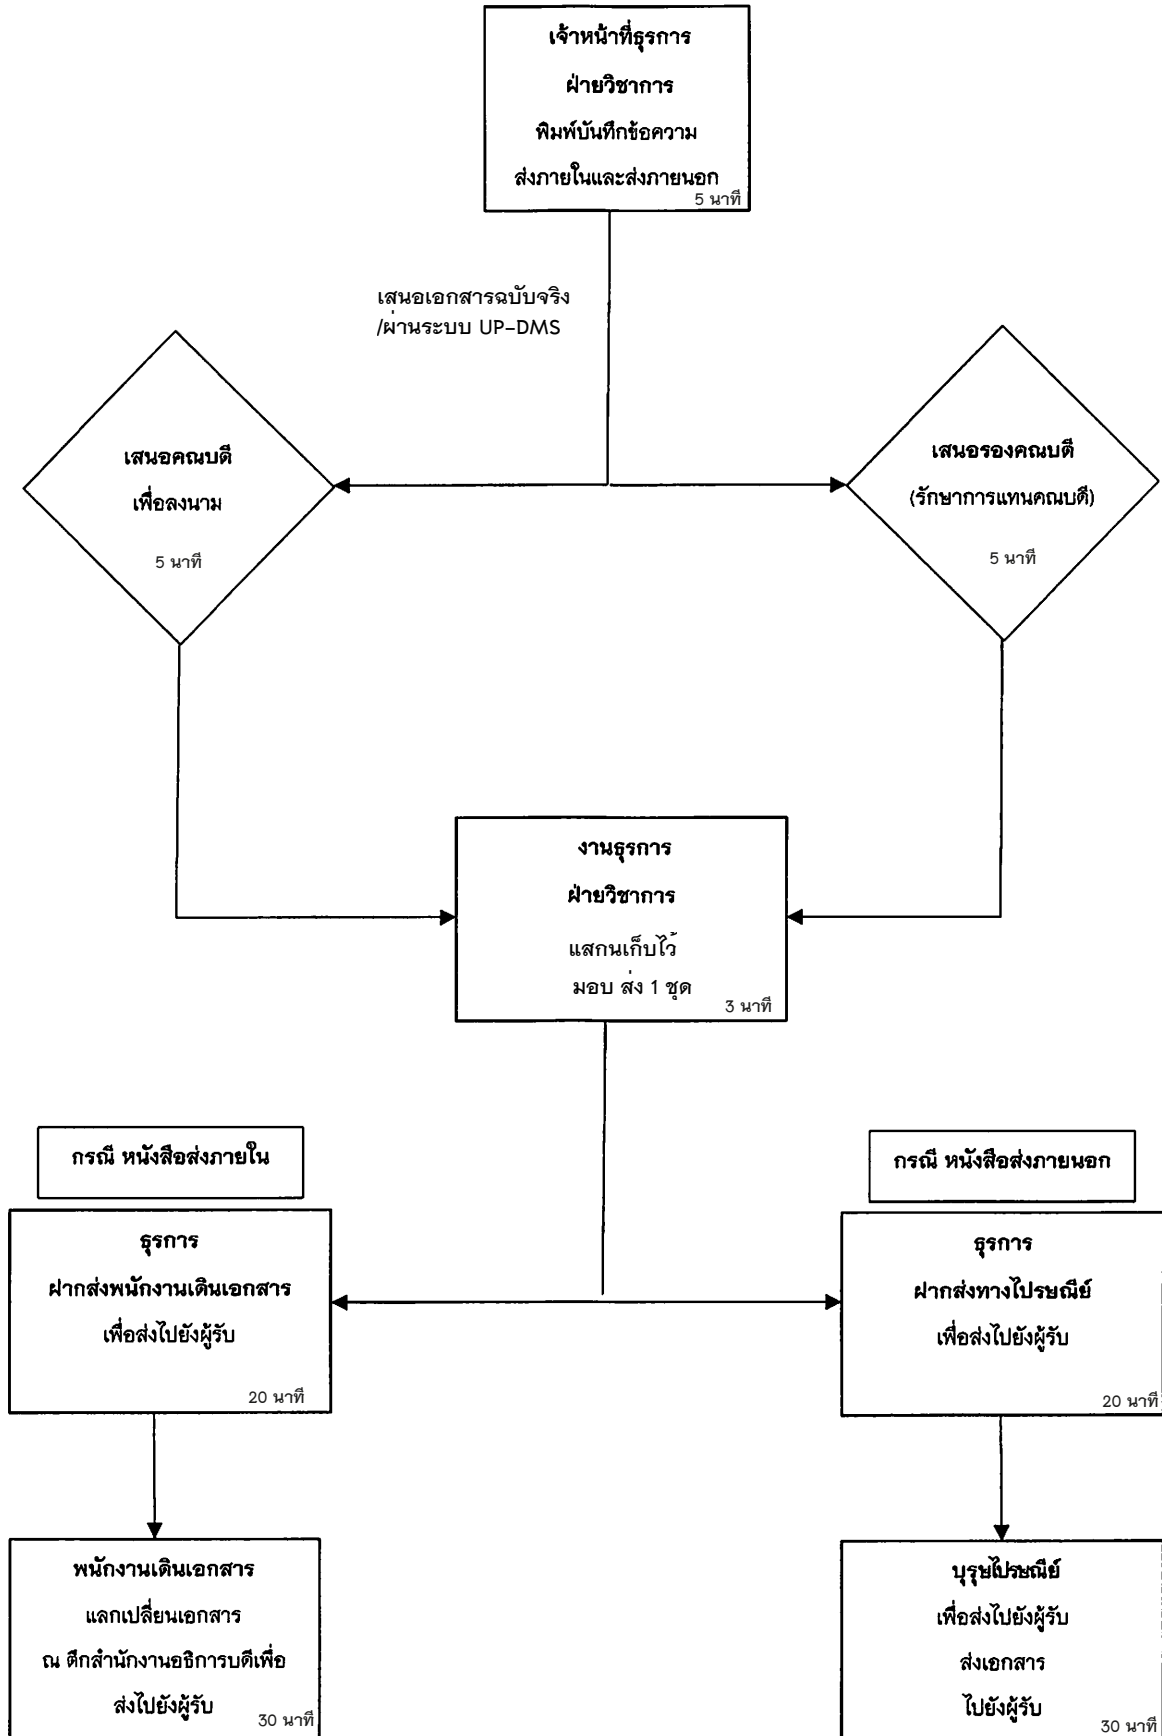 เจ้าหน้าที่ธุรการ
ฝ่ายวิชาการ
พิมพ์บันทึกข้อความ
ส่งภายในและส่งภายนอก
5 นาที
เสนอเอกสารฉบับจริง
/ผ่านระบบ UP-DMS
เสนอคณบดี
เพื่อลงนาม
5 นาที
เสนอรองคณบดี
(รักษาการแทนคณบดี)
5 นาที
งานธุรการ
ฝ่ายวิชาการ
แสกนเก็บไว้
มอบ ส่ง 1 ชุด
3 นาที
กรณี หนังสือส่งภายใน
ธุรการ
ฝากส่งพนักงานเดินเอกสาร
เพื่อส่งไปยังผู้รับ
20 นาที
กรณี หนังสือส่งภายนอก
ธุรการ
ฝากส่งทางไปรษณีย์
เพื่อส่งไปยังผู้รับ
20 นาที
พนักงานเดินเอกสาร
แลกเปลี่ยนเอกสาร
ณ ตึกสำนักงานอธิการบดีเพื่อ
ส่งไปยังผู้รับ
30 นาที
บุรุษไปรษณีย์
เพื่อส่งไปยังผู้รับ
ส่งเอกสาร
ไปยังผู้รับ
30 นาที